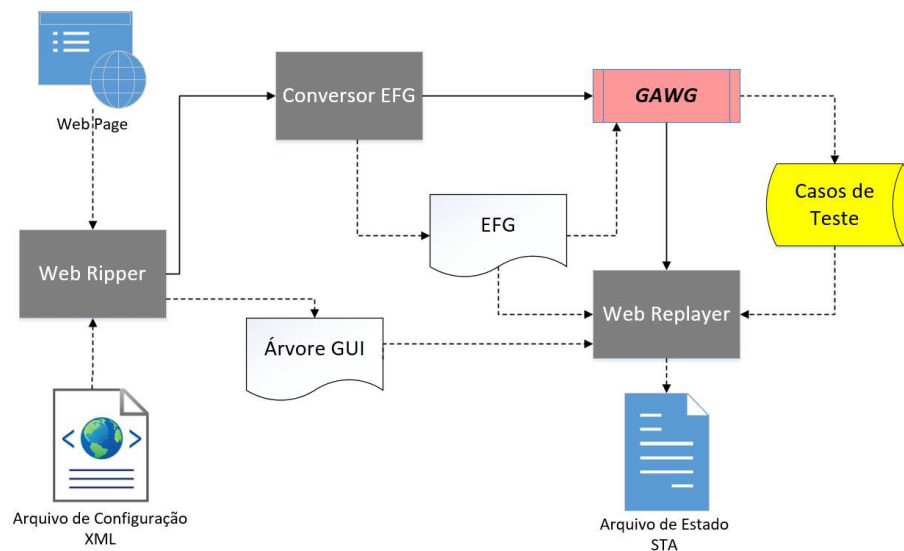 Web Page
Conversor EFG
GAWG
Casos de
Teste
EFG
Web Ripper
Web Replayer
Árvore GUI
Arquivo de Configuração
XML
Arquivo de Estado
STA